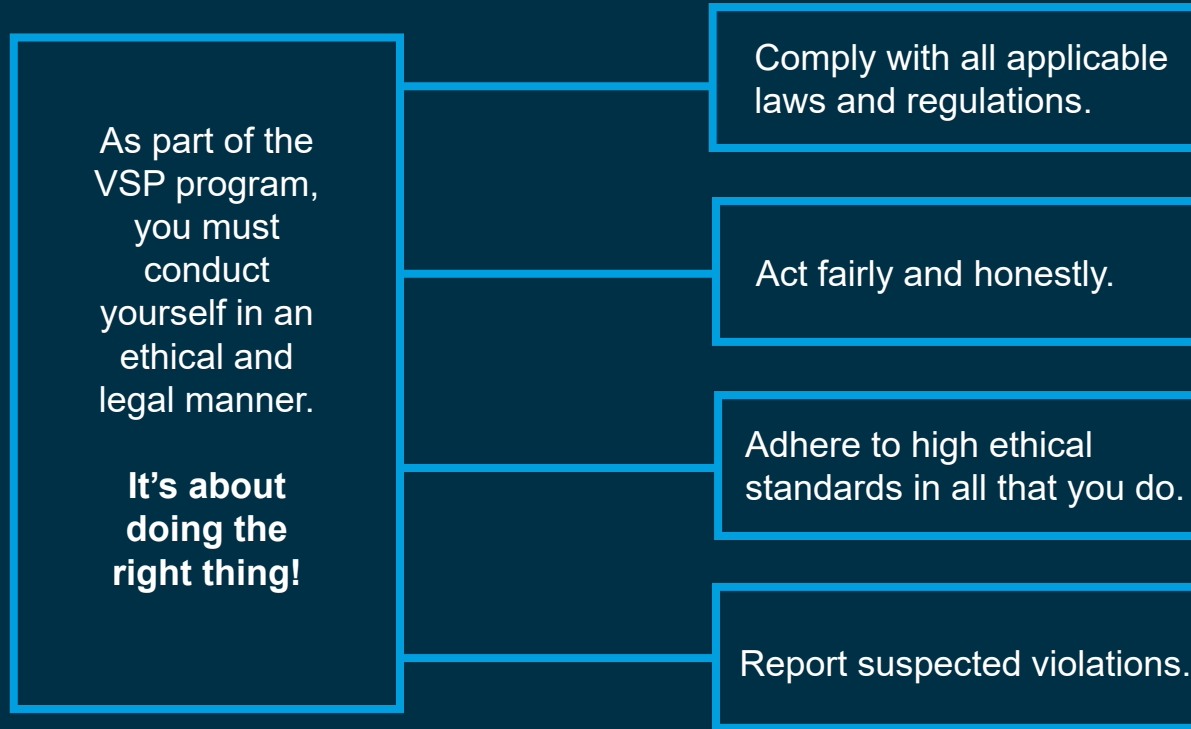 As part of the
VSP program,
you must
conduct
yourself in an
ethical and
legal manner.
It’s about
doing the
right thing!
Comply with all applicable
laws and regulations.
Act fairly and honestly.
Adhere to high ethical
standards in all that you do.
Report suspected violations.